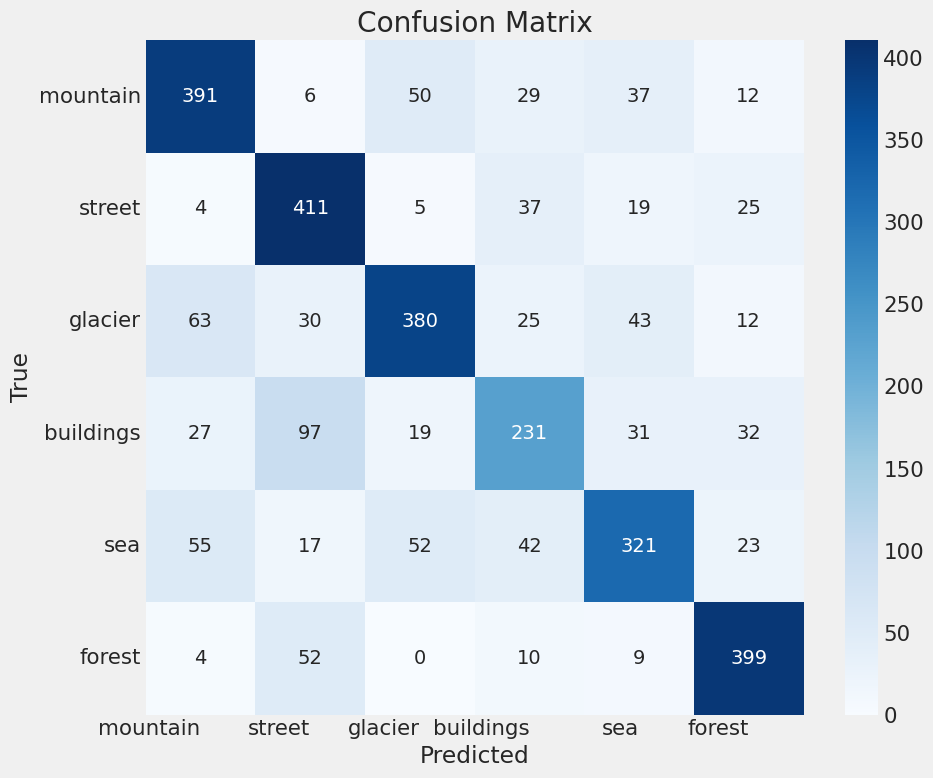 Confusion Matrix
mountain 391 6 50 29 37 12
street 4 411 5 37 19 25
glacier 63 30 380 25 43 12
buildings 27 97 19 231 31 32
sea 55 17 52 42 321 23
forest 4 52 0 10 9 399
mountain street glacier buildings sea forest
Predicted
True
400
350
300
250
200
150
100
50
0